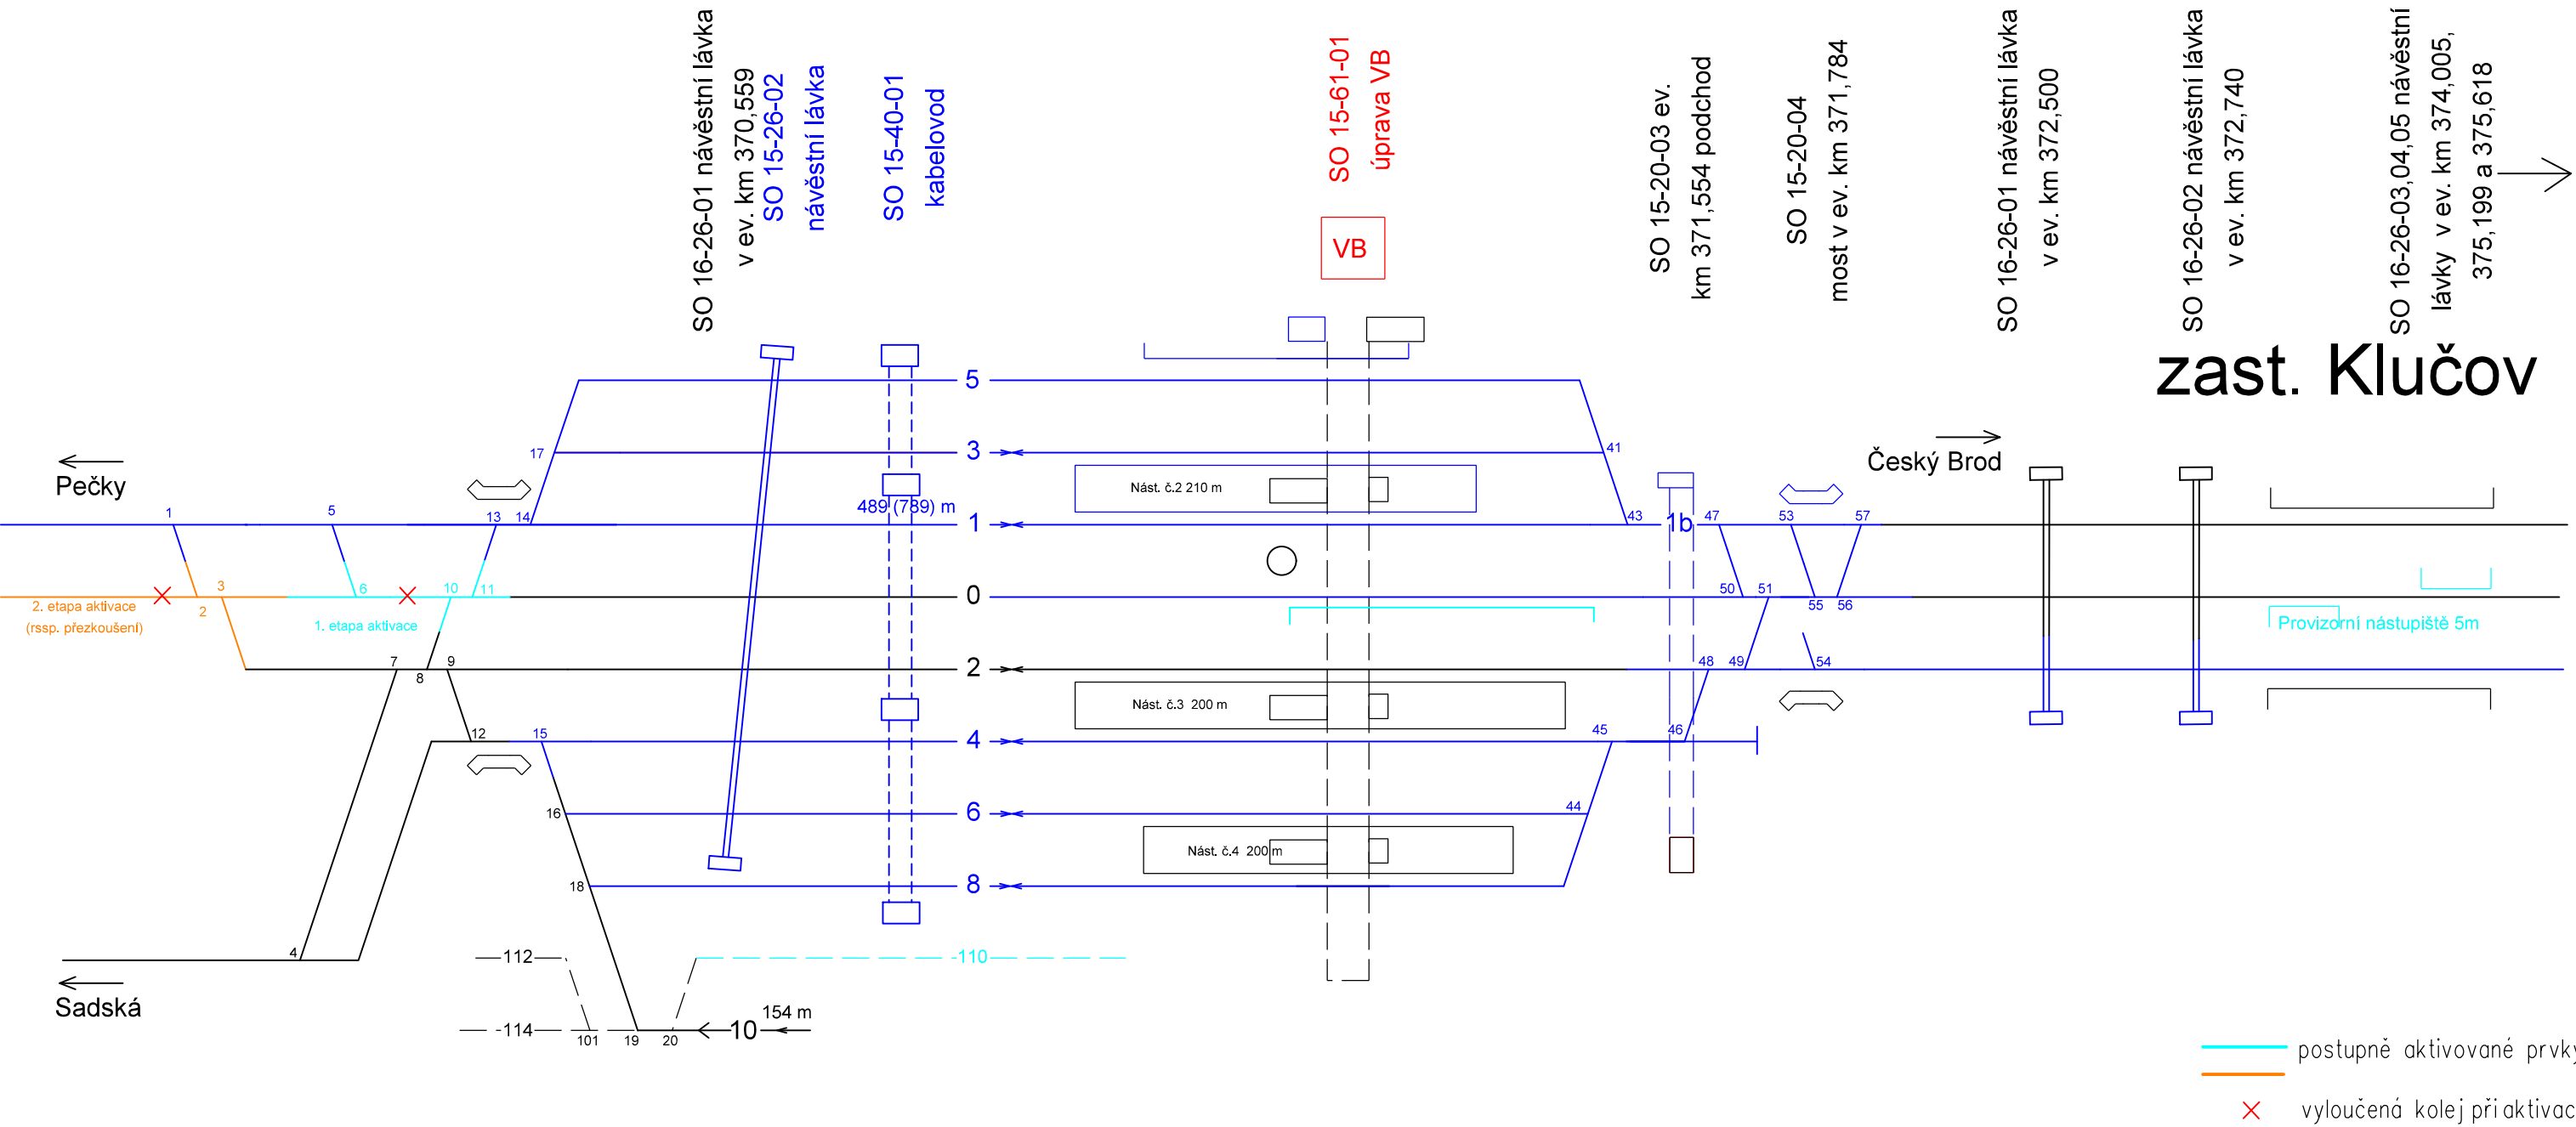 SO 16-26-01 návěstní lávka
v ev. km 370,559
SO 15-26-02
návěstní lávka
SO 15-40-01
kabelovod
SO 15-61-01
úprava VB
SO 15-20-03 ev.
km 371,554 podchod
SO 15-20-04
most v ev. km 371,784
SO 16-26-01 návěstní lávka
v ev. km 372,500
SO 16-26-02 návěstní lávka
v ev. km 372,740
SO 16-26-03,04,05 návěstní
lávky v ev. km 374,005,
375,199 a 375,618
VB
zast. Klučov
5
17
3
41
Český Brod
Pečky
Nást. č.2 210 m
489 (789) m
1
5
13
14
1
43
1b
47
53
57
3
6
10
11
0
50
51
2
55
56
2. etapa aktivace
(rssp. přezkoušení)
1. etapa aktivace
Provizorní nástupiště 5m
7
9
8
2
48
49
54
Nást. č.3 200 m
12
15
4
45
46
16
6
44
Nást. č.4 200 m
18
8
4
112
110
Sadská
114
101
19
20
10
154 m
postupně aktivované prvky
vyloučená kolej při aktivac